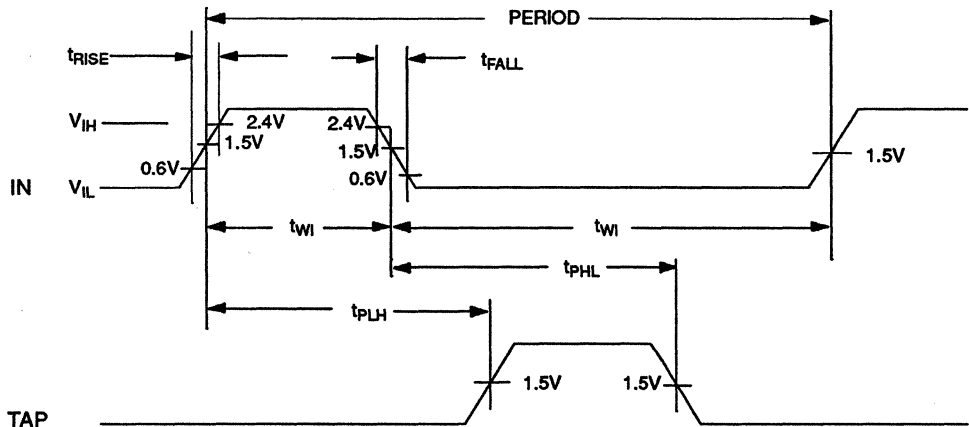 PERIOD
tRISE
tFALL
VIH
2.4V
2.4V
1.5V
1.5V
1.5V
0.6V
0.6V
IN
VIL
tWI
tWI
tPHL
tPLH
1.5V
1.5V
TAP